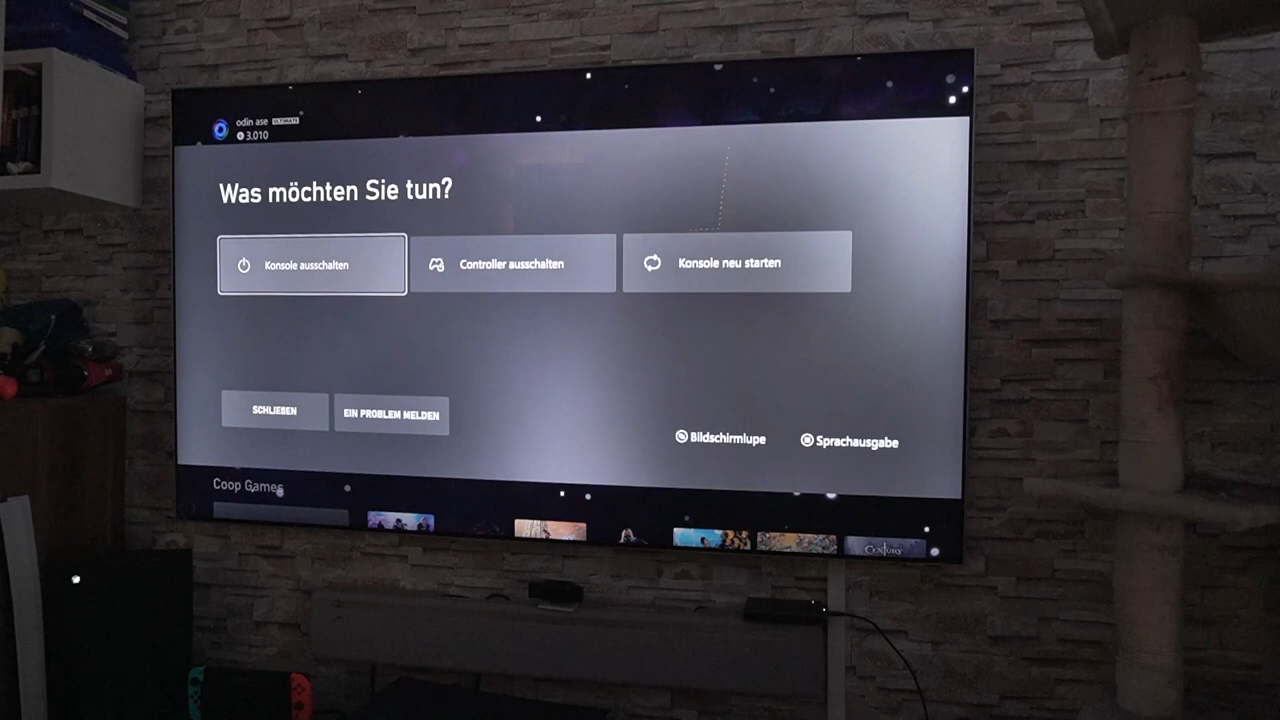 odin ase ULTIMATE
3.010
Was möchten Sie tun?
Konsole ausschalten
Controller ausschalten
Konsole neu starten
SCHLIEßEN
EIN PROBLEM MELDEN
Bildschirmlupe
Sprachausgabe
Coop Games
CENTURY